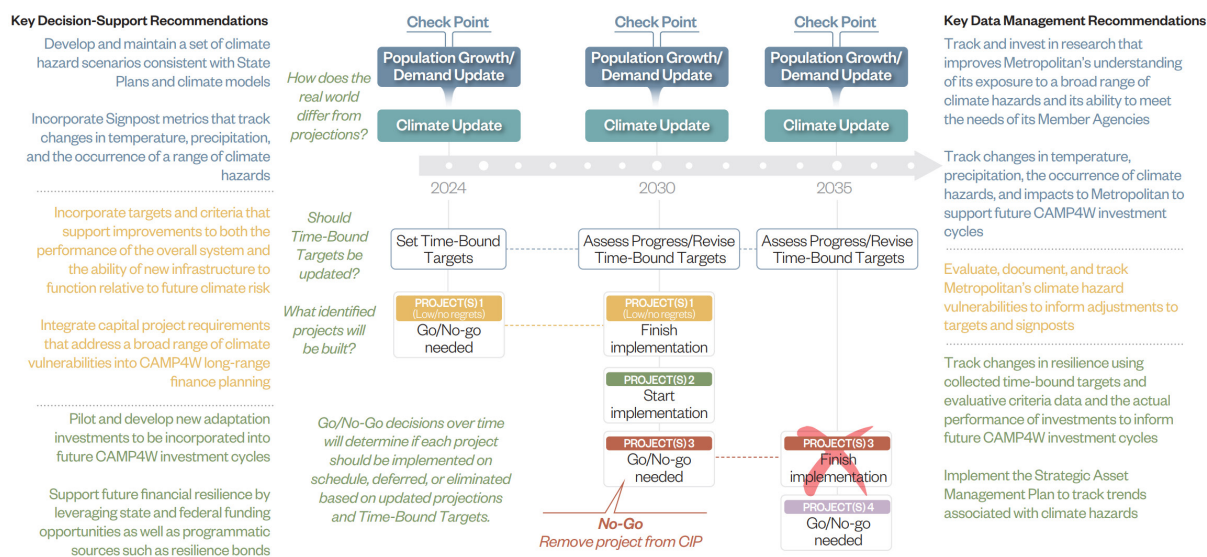 Key Decision-Support Recommendations
Develop and maintain a set of climate
hazard scenarios consistent with State
Plans and climate models
Incorporate Signpost metrics that track
changes in temperature, precipitation,
and the occurrence of a range of climate
hazards
Incorporate targets and criteria that
support improvements to both the
performance of the overall system and
the ability of new infrastructure to
function relative to future climate risk
Integrate capital project requirements
that address a broad range of climate
vulnerabilities into CAMP4W long-range
finance planning
Pilot and develop new adaptation
investments to be incorporated into
future CAMP4W investment cycles
Support future financial resilience by
leveraging state and federal funding
opportunities as well as programmatic
sources such as resilience bonds
How does the
real world
differ from
projections?
Check Point
Population Growth/
Demand Update
Climate Update
Check Point
Population Growth/
Demand Update
Climate Update
Check Point
Population Growth/
Demand Update
Climate Update
2024
2030
2035
Should
Time-Bound
Targets be
updated?
Set Time-Bound
Targets
Assess Progress/Revise
Time-Bound Targets
Assess Progress/Revise
Time-Bound Targets
What identified
projects will
be built?
PROJECT(S) 1
(Low/no regrets)
Go/No-go
needed
PROJECT(S) 1
(Low/no regrets)
Finish
implementation
PROJECT(S) 2
Start
implementation
Go/No-Go decisions over time
will determine if each project
should be implemented on
schedule, deferred, or eliminated
based on updated projections
and Time-Bound Targets.
PROJECT(S) 3
Go/No-go
needed
No-Go
Remove project from CIP
PROJECT(S) 3
Finish
implementation
PROJECT(S) 4
Go/No-go
needed
Key Data Management Recommendations
Track and invest in research that
improves Metropolitan's understanding
of its exposure to a broad range of
climate hazards and its ability to meet
the needs of its Member Agencies
Track changes in temperature,
precipitation, the occurrence of climate
hazards, and impacts to Metropolitan to
support future CAMP4W investment
cycles
Evaluate, document, and track
Metropolitan's climate hazard
vulnerabilities to inform adjustments to
targets and signposts
Track changes in resilience using
collected time-bound targets and
evaluative criteria data and the actual
performance of investments to inform
future CAMP4W investment cycles
Implement the Strategic Asset
Management Plan to track trends
associated with climate hazards